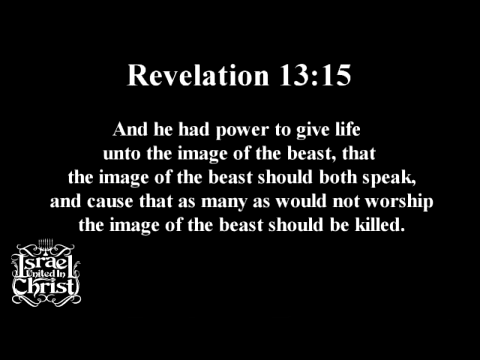 Revelation 13:15
And he had power to give life
unto the image of the beast, that
the image of the beast should both speak,
and cause that as many as would not worship
the image of the beast should be killed.
Israel
United In
Christ